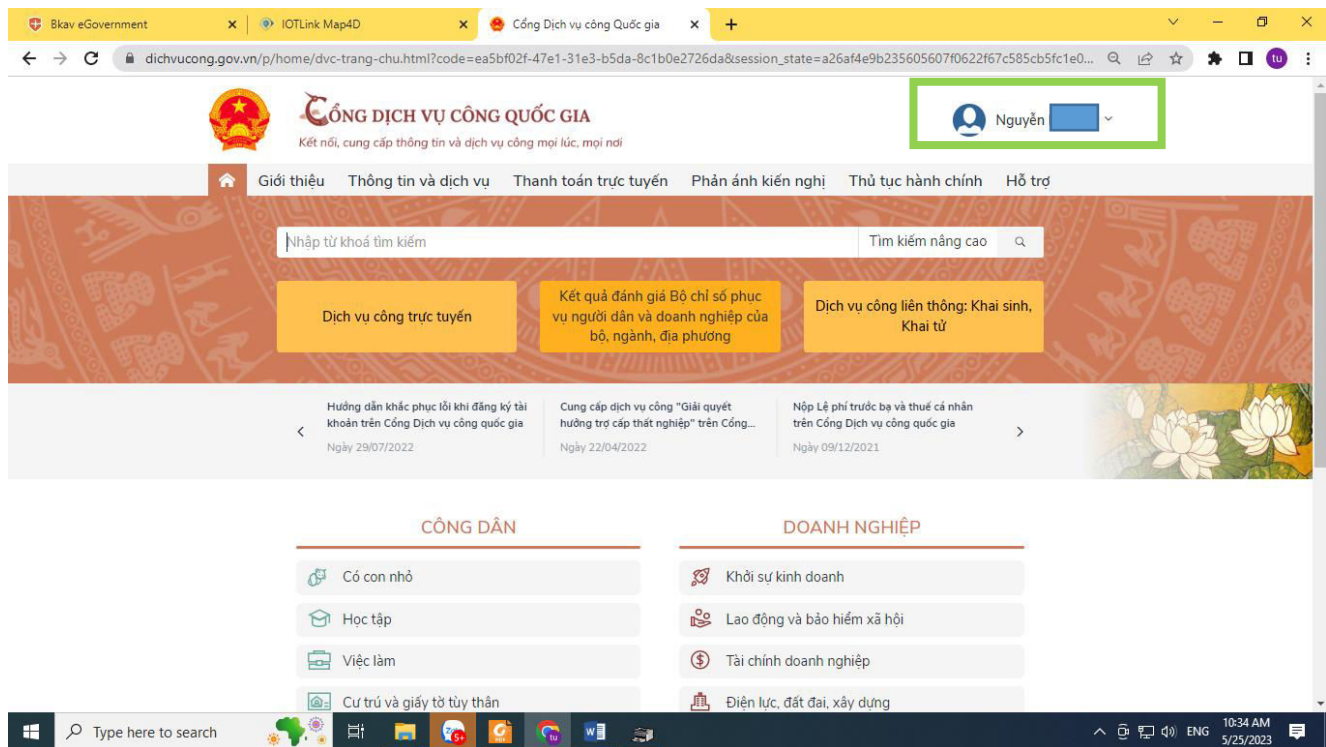 Bkav eGovernment
IOTLink Map4D
Cổng Dịch vụ công Quốc gia
dichvucong.gov.vn/p/home/dvc-trang-chu.html?code=ea5bf02f-47e1-31e3-b5da-8c1b0e2726da&session_state=a26af4e9b235605607f0622f67c585cb5fc1e0...
tu
CỔNG DỊCH VỤ CÔNG QUỐC GIA
Kết nối, cung cấp thông tin và dịch vụ công mọi lúc, mọi nơi
Nguyễn
Giới thiệu Thông tin và dịch vụ Thanh toán trực tuyến Phản ánh kiến nghị Thủ tục hành chính Hỗ trợ
Nhập từ khoá tìm kiếm
Tìm kiếm nâng cao
Dịch vụ công trực tuyến
Kết quả đánh giá Bộ chỉ số phục
vụ người dân và doanh nghiệp của
bộ, ngành, địa phương
Dịch vụ công liên thông: Khai sinh,
Khai tử
Hướng dẫn khắc phục lỗi khi đăng ký tài
khoản trên Cổng Dịch vụ công quốc gia
Ngày 29/07/2022
Cung cấp dịch vụ công "Giải quyết
hưởng trợ cấp thất nghiệp" trên Cổng...
Ngày 22/04/2022
Nộp Lệ phí trước bạ và thuế cá nhân
trên Cổng Dịch vụ công quốc gia
Ngày 09/12/2021
CÔNG DÂN
Có con nhỏ
Học tập
Việc làm
Cư trú và giấy tờ tùy thân
DOANH NGHIỆP
Khởi sự kinh doanh
Lao động và bảo hiểm xã hội
Tài chính doanh nghiệp
Điện lực, đất đai, xây dựng
Type here to search
5+
ENG
10:34 AM
5/25/2023